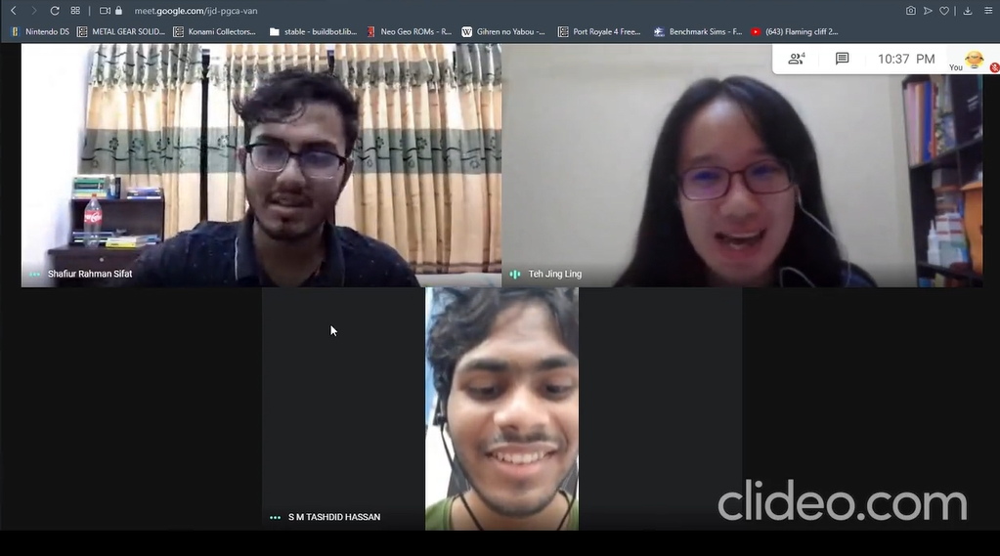 meet.google.com/ijd-pgca-van
Nintendo DS
METAL GEAR SOLID...
Konami Collectors...
stable - buildbot.lib...
Neo Geo ROMs - R...
Gihren no Yabou -...
Port Royale 4 Free...
Benchmark Sims - F...
(643) Flaming cliff 2...
4
10:37 PM
You
Shafiur Rahman Sifat
Teh Jing Ling
S M TASHDID HASSAN
clideo.com